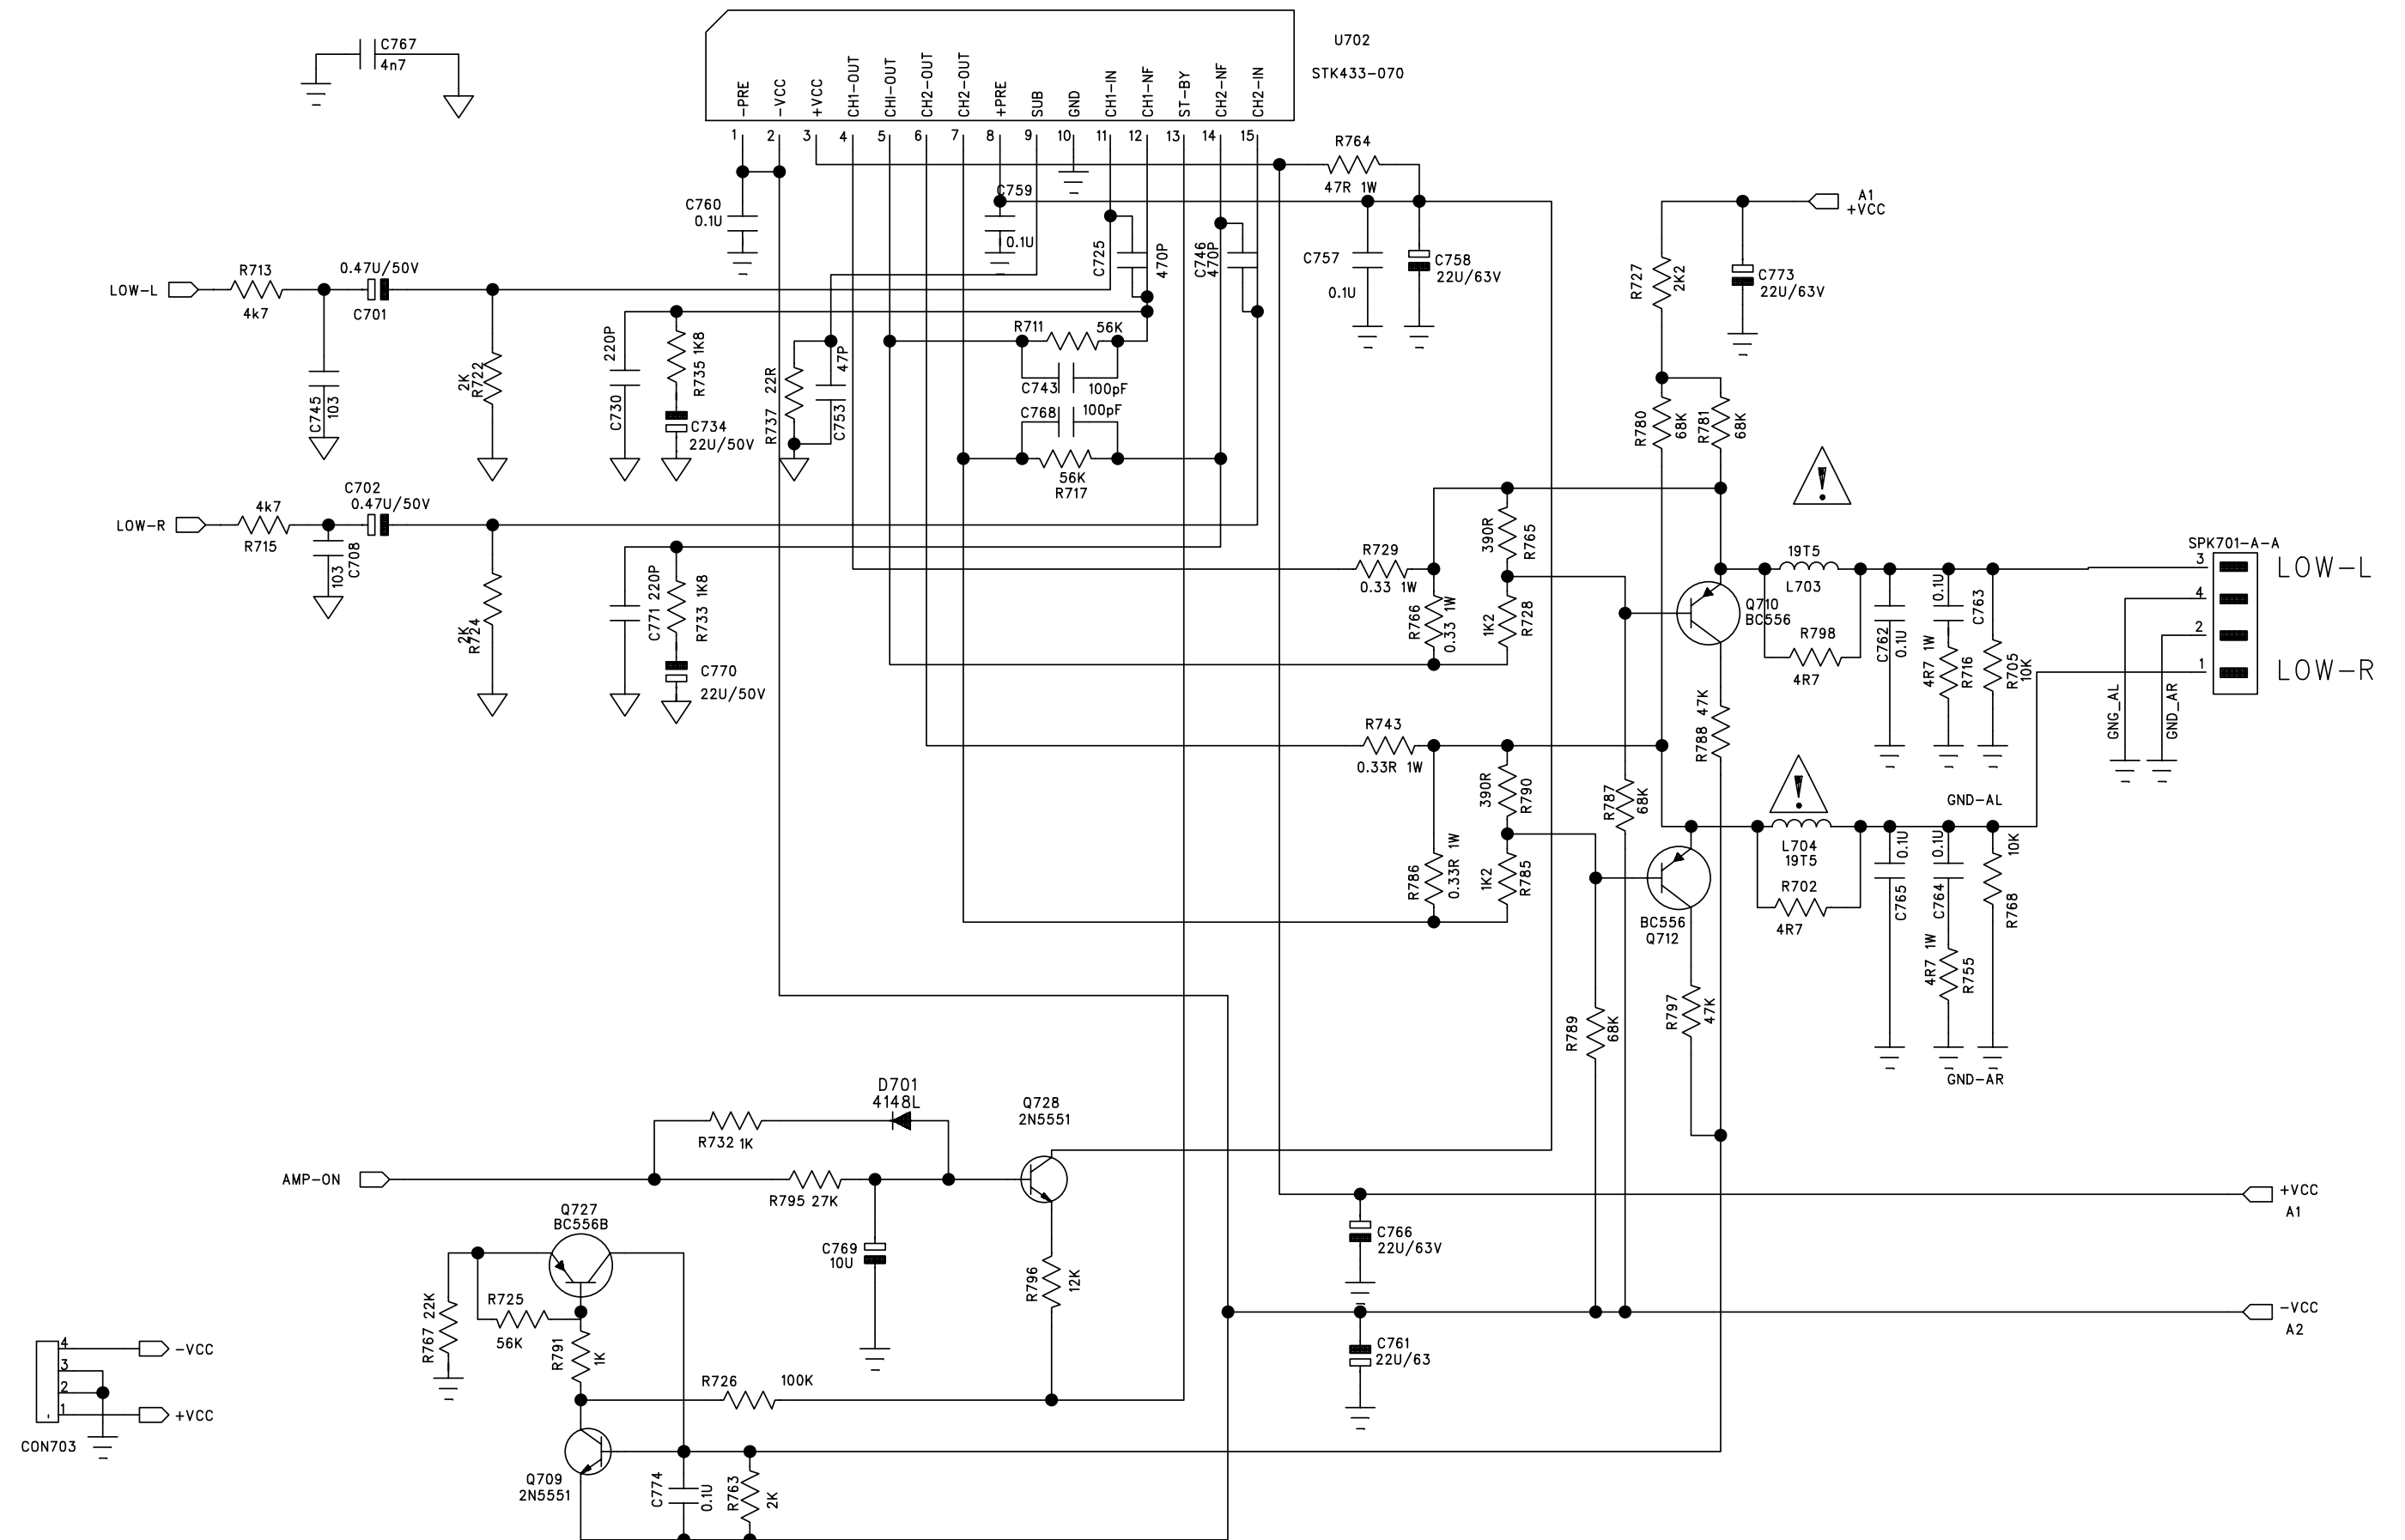 C767
4n7
U702
STK433-070
-PRE
-VCC
+VCC
CH1-OUT
CHI-OUT
CH2-OUT
CH2-OUT
+PRE
SUB
GND
CH1-IN
CH1-NF
ST-BY
CH2-NF
CH2-IN
1
2
3
4
5
6
7
8
9
10
11
12
13
14
15
R764
47R 1W
C760
0.1U
C759
0.1U
C725
470P
C746
470P
C757
0.1U
C758
22U/63V
A1
+VCC
R727
2K2
C773
22U/63V
LOW-L
R713
4k7
0.47U/50V
C701
C745
103
2K
R722
220P
C730
R735 1K8
C734
22U/50V
R737 22R
47P
C753
R711
56K
C743
100pF
C768
100pF
56K
R717
R780
68K
R781
68K
LOW-R
4k7
R715
C702
0.47U/50V
103
C708
2K
R724
C771 220P
R733 1K8
C770
22U/50V
R729
0.33 1W
390R
R765
R766
0.33 1W
1K2
R728
Q710
BC556
19T5
L703
R798
4R7
C762
0.1U
0.1U
C763
4R7 1W
R716
R705
10K
SPK701-A-A
3
4
2
1
LOW-L
LOW-R
GNG_AL
GND_AR
R788 47K
R743
0.33R 1W
390R
R790
R786
0.33R 1W
1K2
R785
R787
68K
GND-AL
L704
19T5
R702
4R7
BC556
Q712
0.1U
C765
0.1U
C764
4R7 1W
R755
10K
R768
GND-AR
R789
68K
R797
47K
D701
4148L
R732 1K
Q728
2N5551
AMP-ON
R795 27K
C769
10U
R796
12K
Q727
BC556B
R767 22K
R725
56K
R791
1K
R726
100K
C766
22U/63V
+VCC
A1
-VCC
A2
C761
22U/63
4
3
2
1
-VCC
+VCC
CON703
Q709
2N5551
C774
0.1U
R763
2K